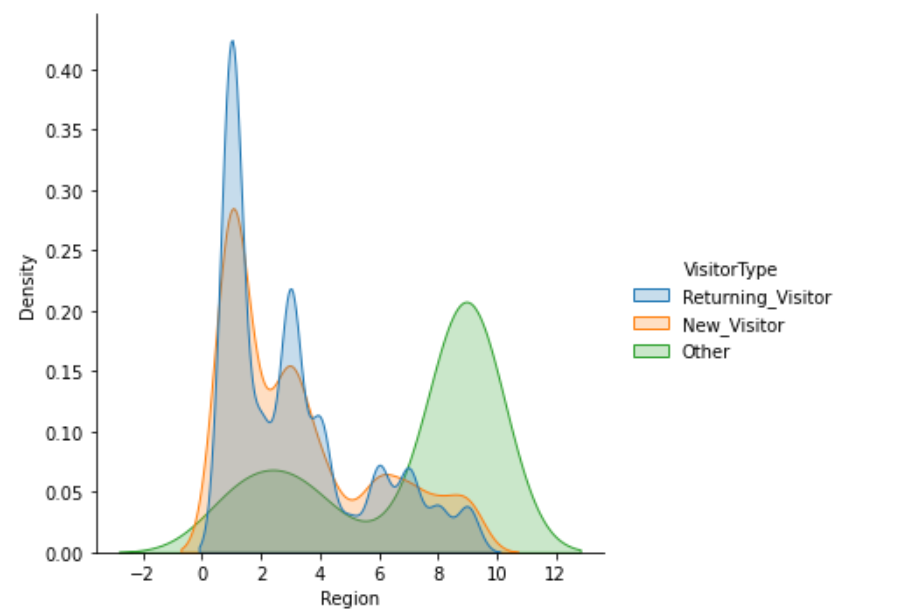 0.40
0.35
0.30
0.25
0.20
0.15
0.10
0.05
0.00
Density
−2 0 2 4 6 8 10 12
Region
VisitorType
Returning_Visitor
New_Visitor
Other